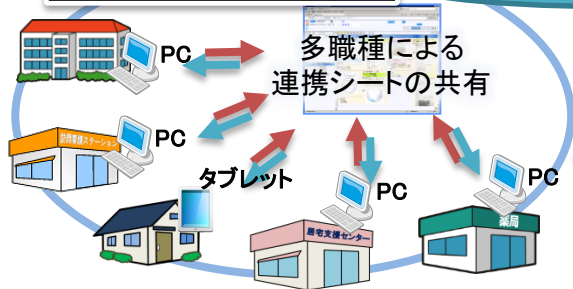 多職種による
連携シートの共有
PC
PC
訪問看護ステーション
タブレット
PC
居宅支援センター
PC
薬局